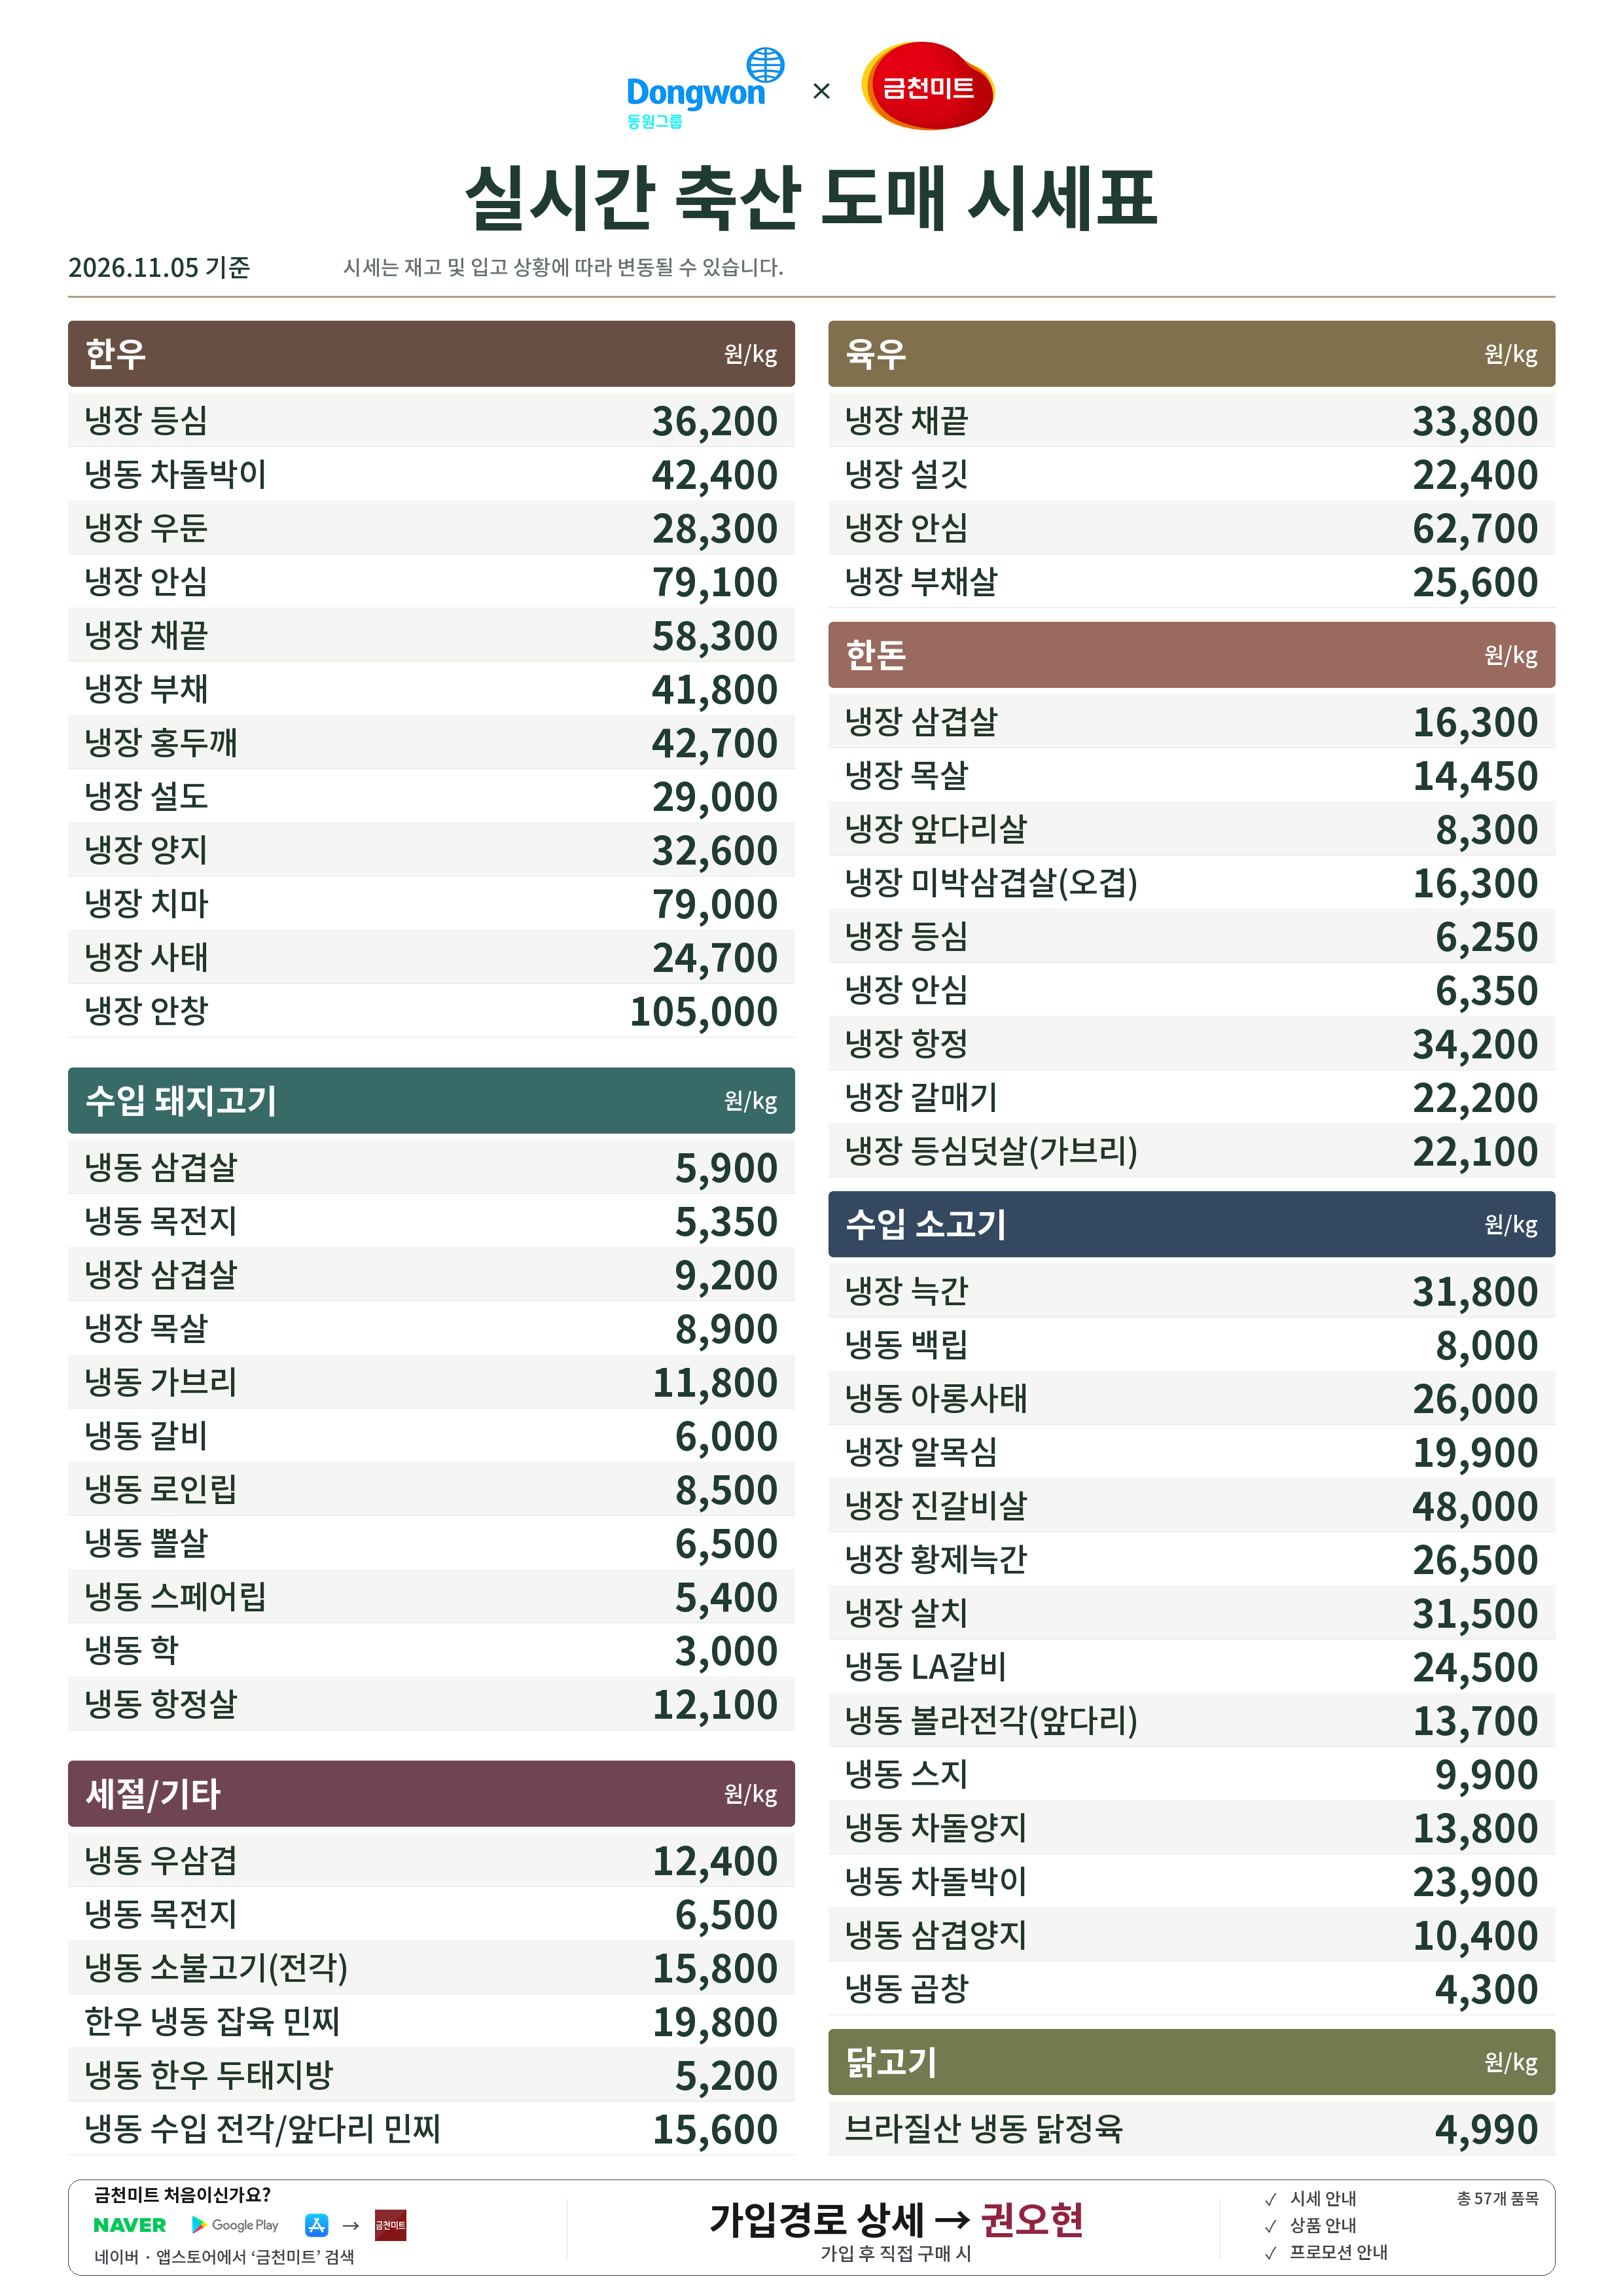 Dongwon
동원그룹
×
금천미트
실시간 축산 도매 시세표
2026.11.05 기준
시세는 재고 및 입고 상황에 따라 변동될 수 있습니다.
한우 원/kg
냉장 등심 36,200
냉동 차돌박이 42,400
냉장 우둔 28,300
냉장 안심 79,100
냉장 채끝 58,300
냉장 부채 41,800
냉장 홍두깨 42,700
냉장 설도 29,000
냉장 양지 32,600
냉장 치마 79,000
냉장 사태 24,700
냉장 안창 105,000
수입 돼지고기 원/kg
냉동 삼겹살 5,900
냉동 목전지 5,350
냉장 삼겹살 9,200
냉장 목살 8,900
냉동 가브리 11,800
냉동 갈비 6,000
냉동 로인립 8,500
냉동 뽈살 6,500
냉동 스페어립 5,400
냉동 학 3,000
냉동 항정살 12,100
세절/기타 원/kg
냉동 우삼겹 12,400
냉동 목전지 6,500
냉동 소불고기(전각) 15,800
한우 냉동 잡육 민찌 19,800
냉동 한우 두태지방 5,200
냉동 수입 전각/앞다리 민찌 15,600
육우 원/kg
냉장 채끝 33,800
냉장 설깃 22,400
냉장 안심 62,700
냉장 부채살 25,600
한돈 원/kg
냉장 삼겹살 16,300
냉장 목살 14,450
냉장 앞다리살 8,300
냉장 미박삼겹살(오겹) 16,300
냉장 등심 6,250
냉장 안심 6,350
냉장 항정 34,200
냉장 갈매기 22,200
냉장 등심덧살(가브리) 22,100
수입 소고기 원/kg
냉장 늑간 31,800
냉동 백립 8,000
냉동 아롱사태 26,000
냉장 알목심 19,900
냉장 진갈비살 48,000
냉장 황제늑간 26,500
냉장 살치 31,500
냉동 LA갈비 24,500
냉동 볼라전각(앞다리) 13,700
냉동 스지 9,900
냉동 차돌양지 13,800
냉동 차돌박이 23,900
냉동 삼겹양지 10,400
냉동 곱창 4,300
닭고기 원/kg
브라질산 냉동 닭정육 4,990
금천미트 처음이신가요?
NAVER Google Play → 금천미트
네이버 · 앱스토어에서 ‘금천미트’ 검색
가입경로 상세 → 권오현
가입 후 직접 구매 시
✓ 시세 안내
✓ 상품 안내
✓ 프로모션 안내
총 57개 품목